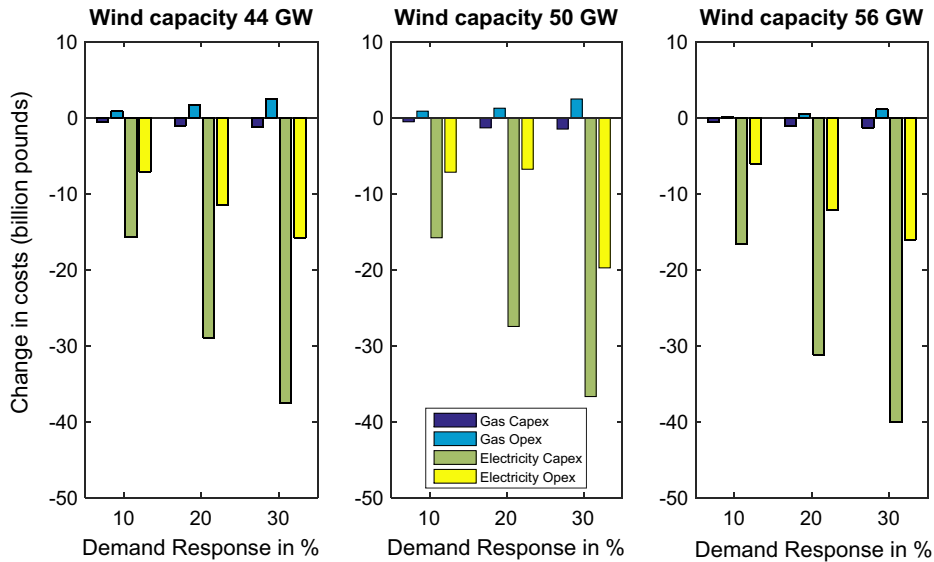 Wind capacity 44 GW
Wind capacity 50 GW
Wind capacity 56 GW
Change in costs (billion pounds)
10
0
-10
-20
-30
-40
-50
10 20 30
Demand Response in %
10
0
-10
-20
-30
-40
-50
Gas Capex
Gas Opex
Electricity Capex
Electricity Opex
10 20 30
Demand Response in %
10
0
-10
-20
-30
-40
-50
10 20 30
Demand Response in %